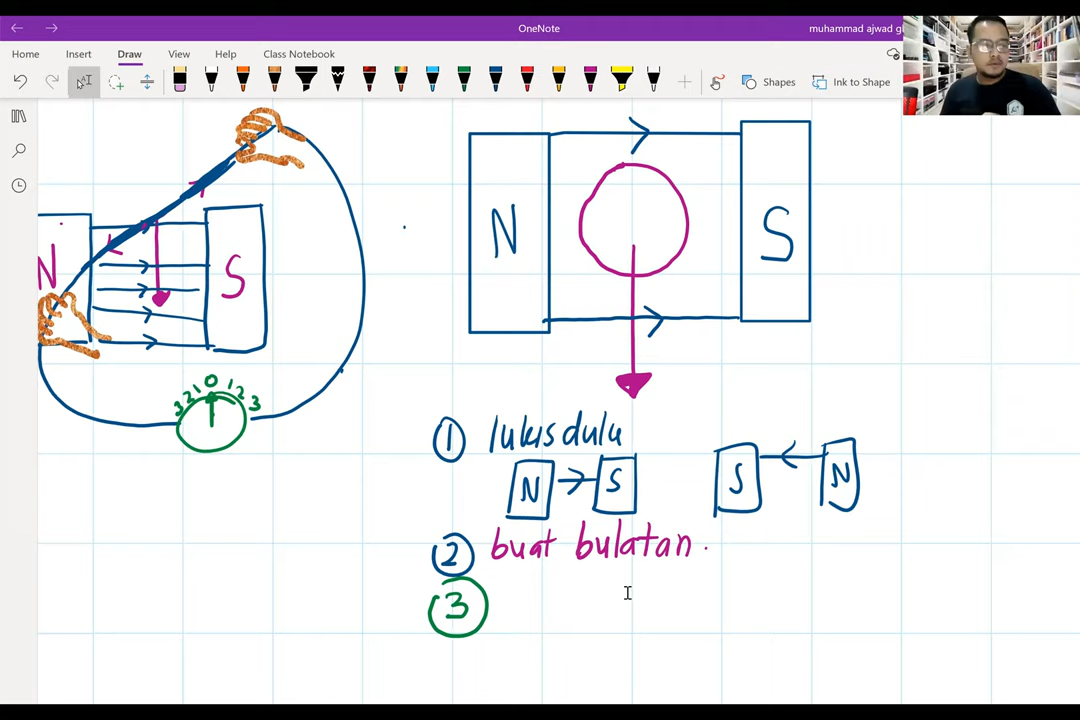 OneNote
muhammad ajwad gh
Home Insert Draw View Help Class Notebook
Shapes Ink to Shape
N S
N S
3 2 1 0 1 2 3
1 lukis dulu
N S S N
2 buat bulatan.
3